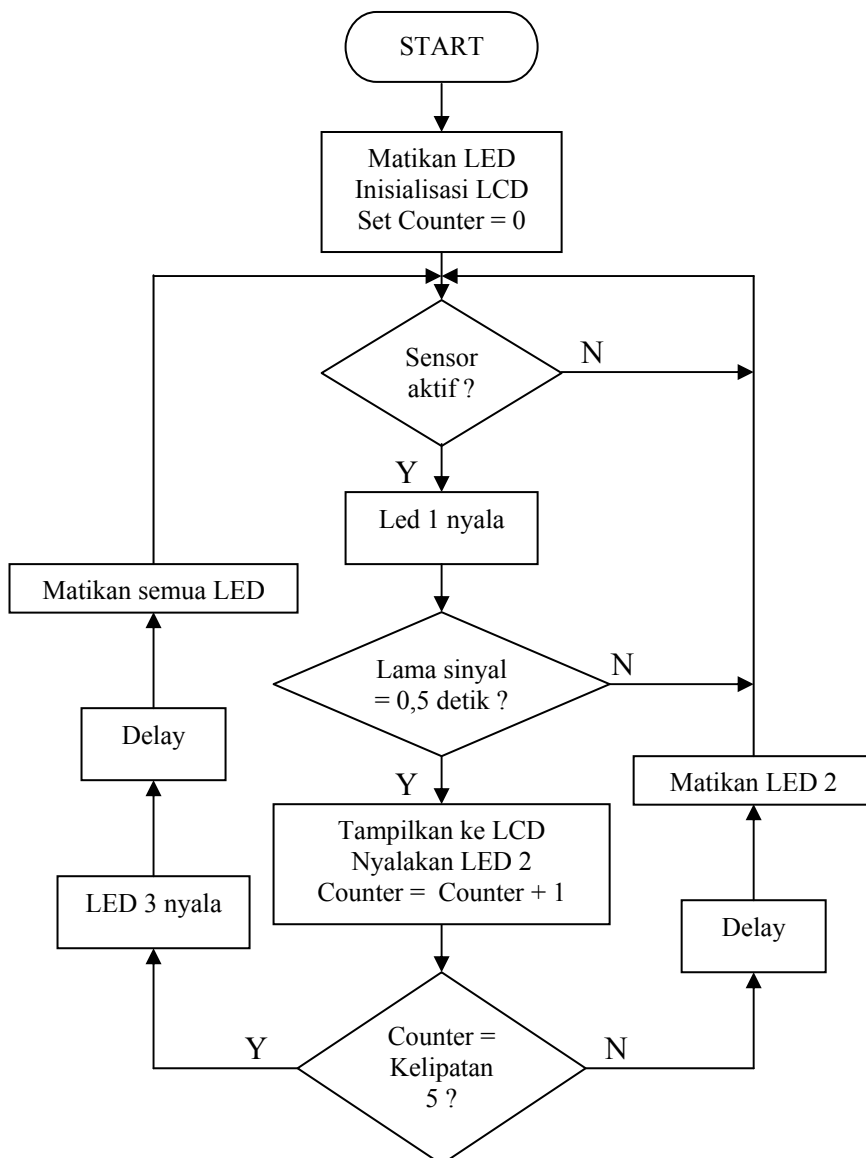 START
Matikan LED
Inisialisasi LCD
Set Counter = 0
Sensor
aktif ?
N
Y
Led 1 nyala
Matikan semua LED
Lama sinyal
= 0,5 detik ?
N
Delay
Y
Matikan LED 2
Tampilkan ke LCD
Nyalakan LED 2
Counter = Counter + 1
LED 3 nyala
Delay
Counter =
Kelipatan
5 ?
Y
N